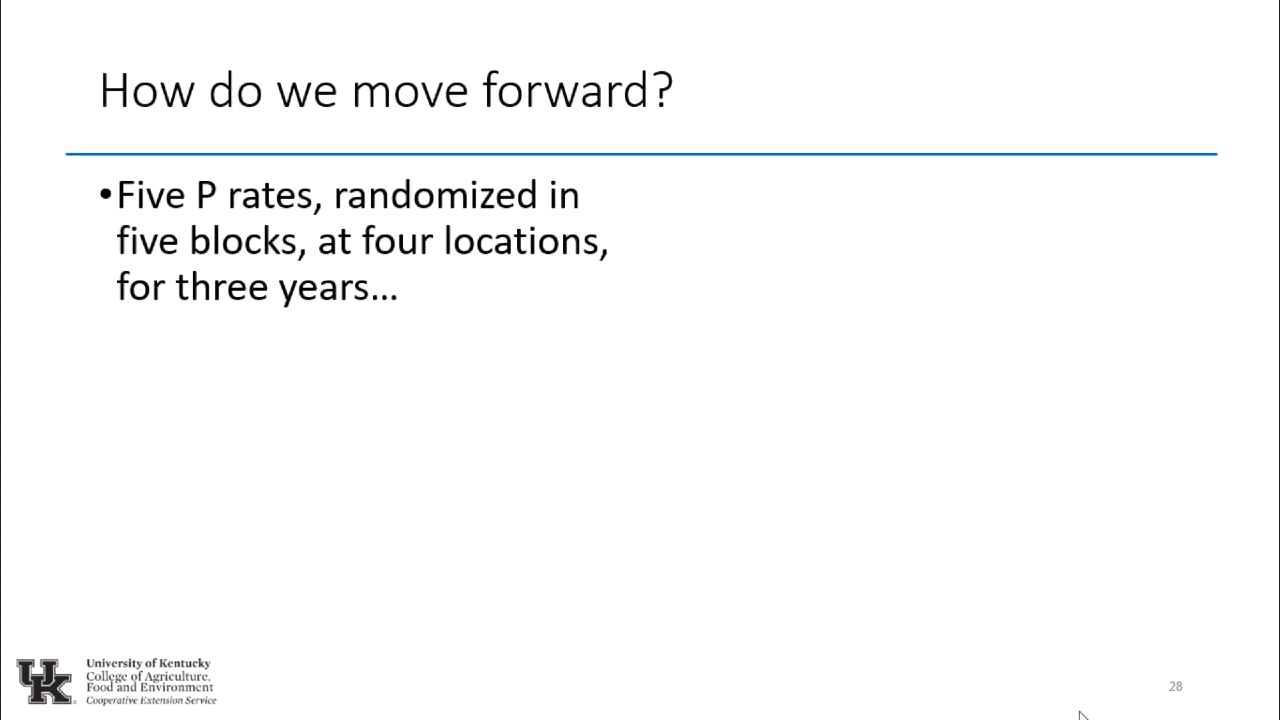 How do we move forward?
•Five P rates, randomized in
five blocks, at four locations,
for three years...
UK
University of Kentucky
College of Agriculture,
Food and Environment
Cooperative Extension Service
28